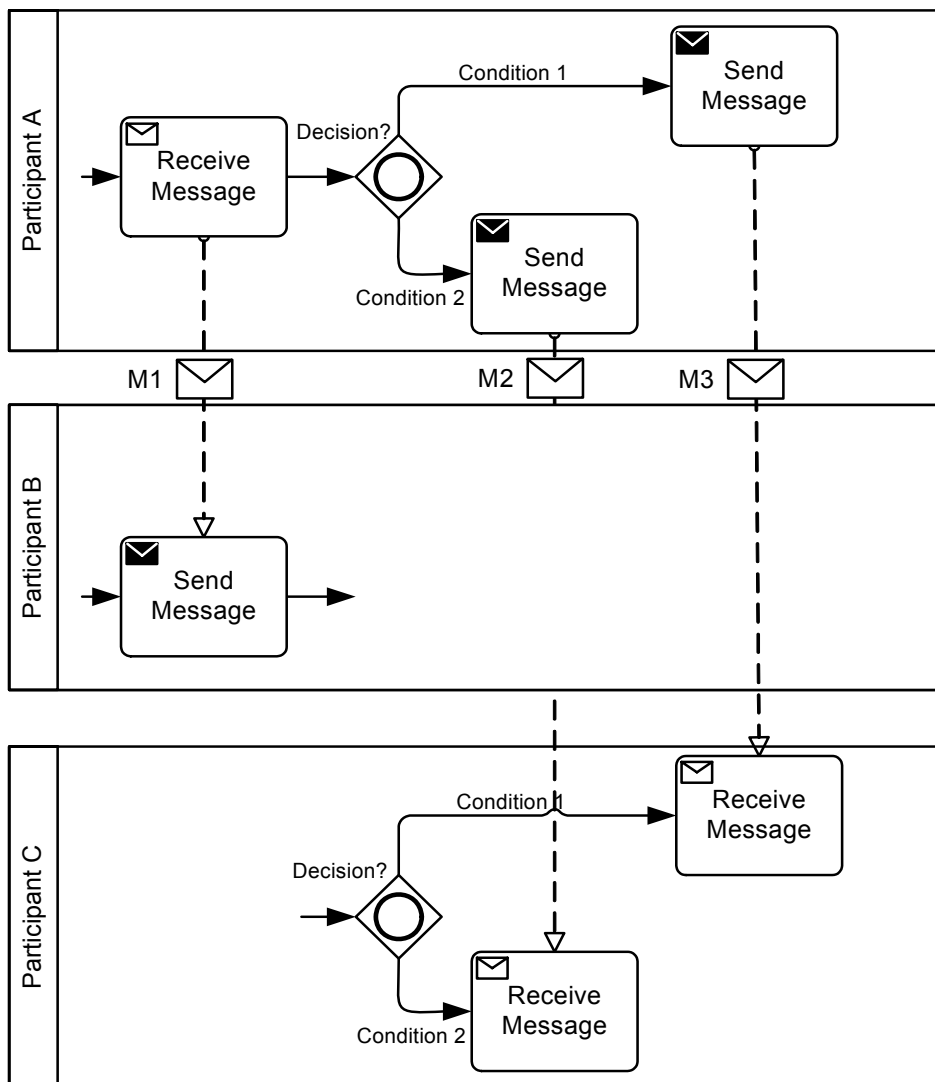 Participant A
Condition 1
Send
Message
Decision?
Receive
Message
Send
Message
Condition 2
M1
M2
M3
Participant B
Send
Message
Participant C
Condition 1
Receive
Message
Decision?
Receive
Message
Condition 2